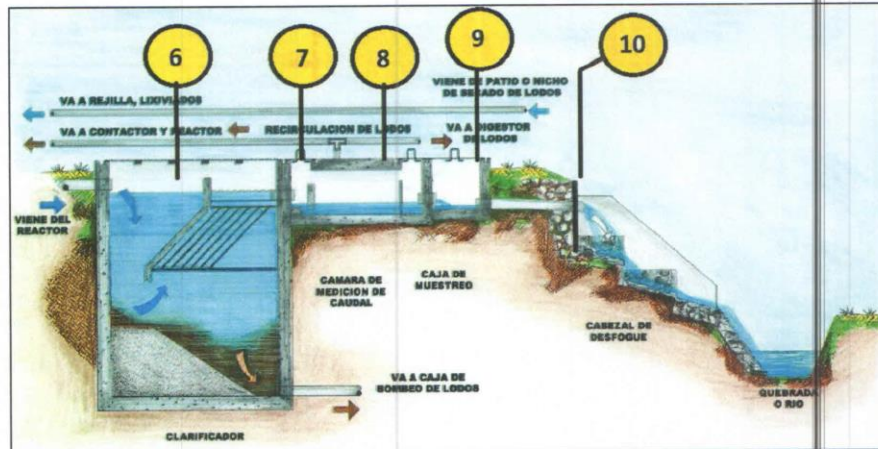 6
7
8
9
10
VIENE DE PATIO O NICHO
DE SECADO DE LODOS
VA A REJILLA, LIXIVIADOS
VA A CONTACTOR Y REACTOR
RECIRCULACION DE LODOS
VA A DIGESTOR
DE LODOS
VIENE DEL
REACTOR
CAMARA DE
MEDICION DE
CAUDAL
CAJA DE
MUESTREO
CABEZAL DE
DESFOGUE
VA A CAJA DE
BOMBEO DE LODOS
QUEBRADA
O RIO
CLARIFICADOR